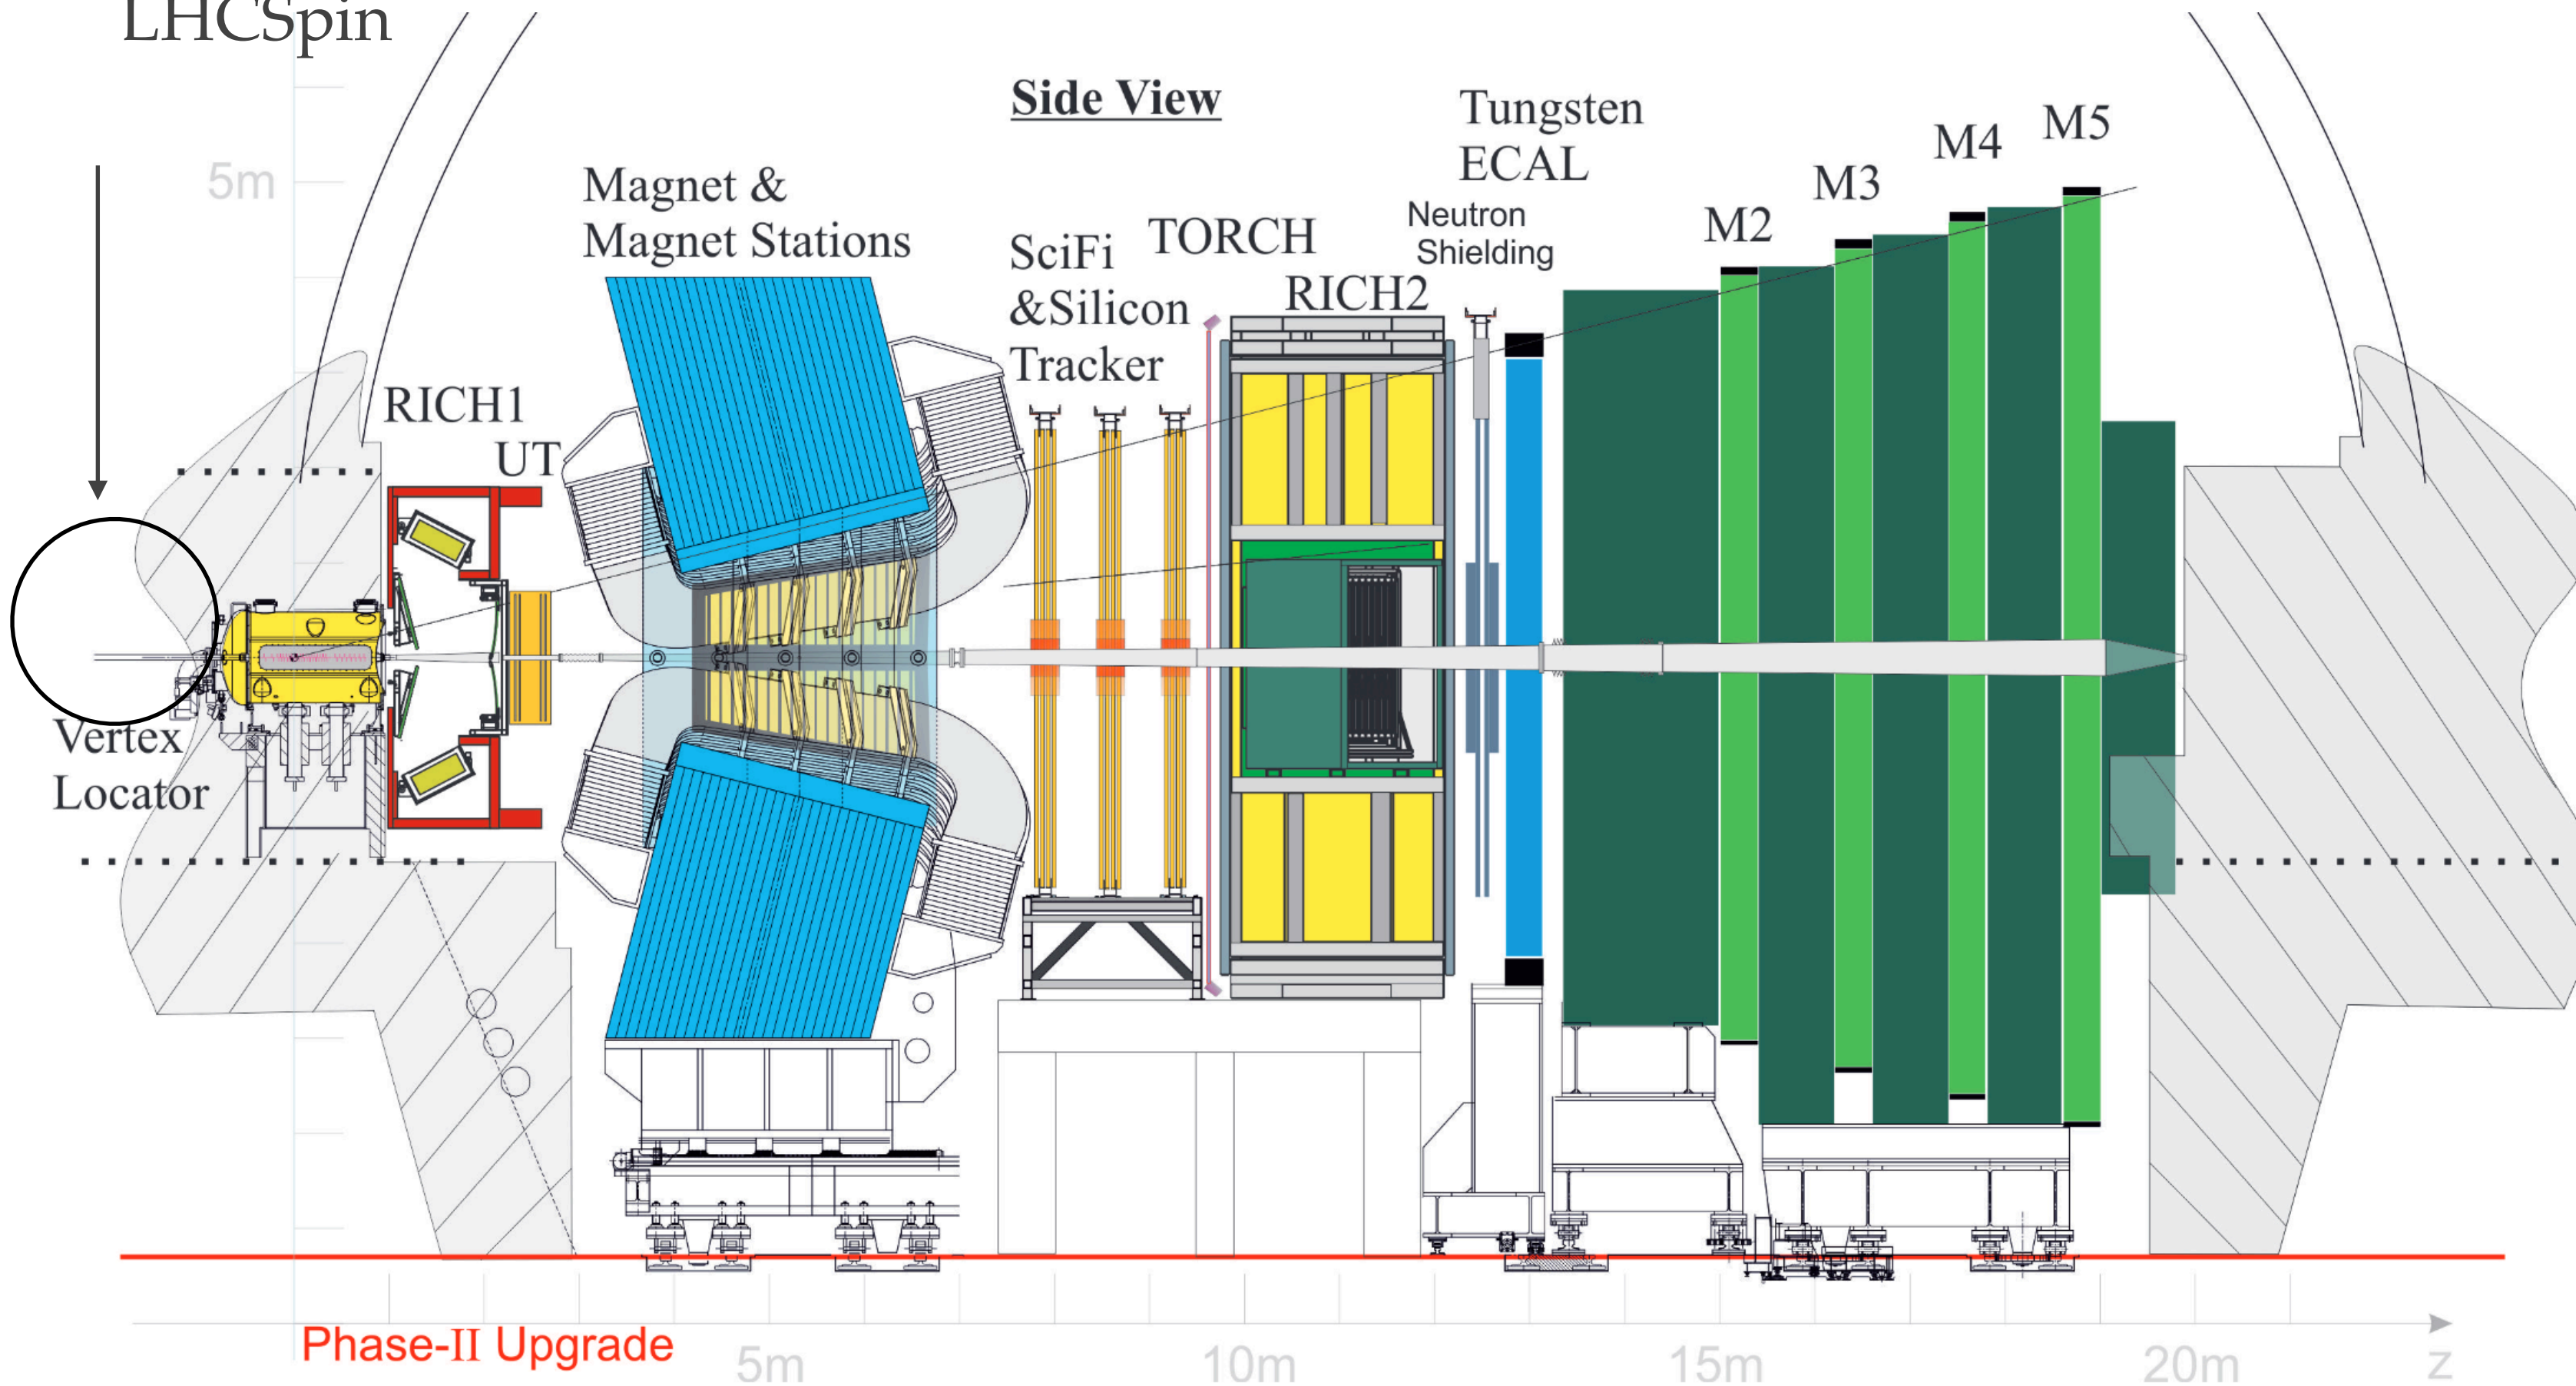 LHCSpin
Side View
5m
Magnet &
Magnet Stations
RICH1
UT
SciFi
&Silicon
Tracker
TORCH
RICH2
Tungsten
ECAL
Neutron
Shielding
M2
M3
M4
M5
Vertex
Locator
Phase-II Upgrade
5m
10m
15m
20m
z